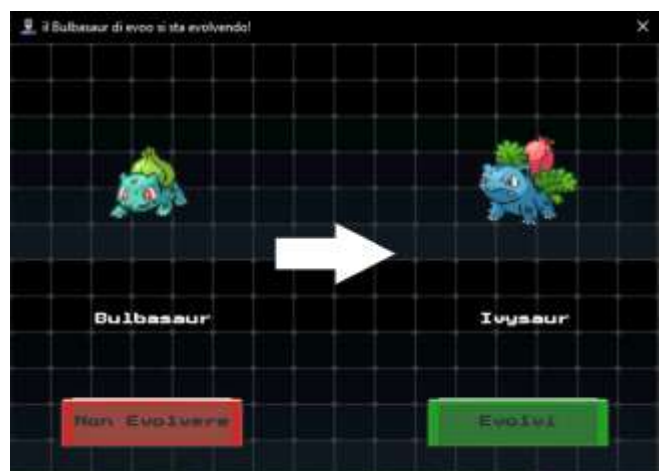 il Bulbasaur di evoo si sta evolvendo!
Bulbasaur
Ivysaur
Non Evolvere
Evolvi